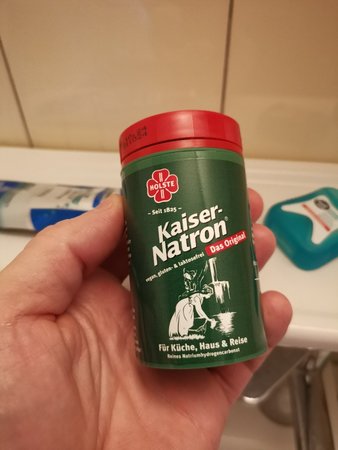 HOLSTE
- Seit 1825 -
Kaiser-
Natron®
Das Original
vegan, gluten- & laktosefrei
Für Küche, Haus & Reise
Reines Natriumhydrogencarbonat